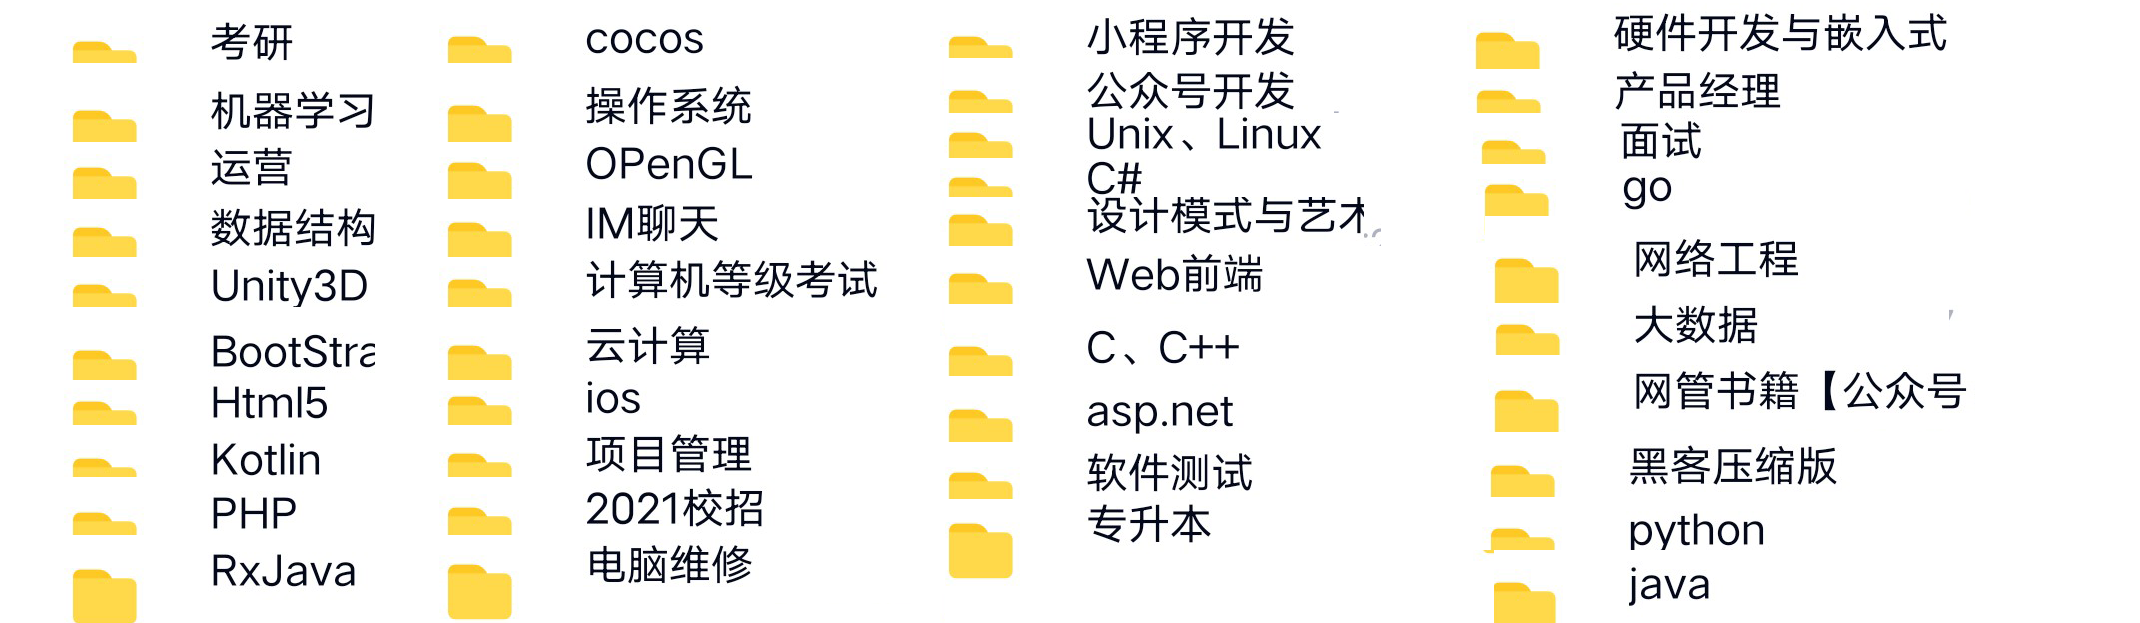 考研
机器学习
运营
数据结构
Unity3D
BootStra
Html5
Kotlin
PHP
RxJava
cocos
操作系统
OPenGL
IM聊天
计算机等级考试
云计算
ios
项目管理
2021校招
电脑维修
小程序开发
公众号开发
Unix、Linux
C#
设计模式与艺术
Web前端
C、C++
asp.net
软件测试
专升本
硬件开发与嵌入式
产品经理
面试
go
网络工程
大数据
网管书籍【公众号
黑客压缩版
python
java